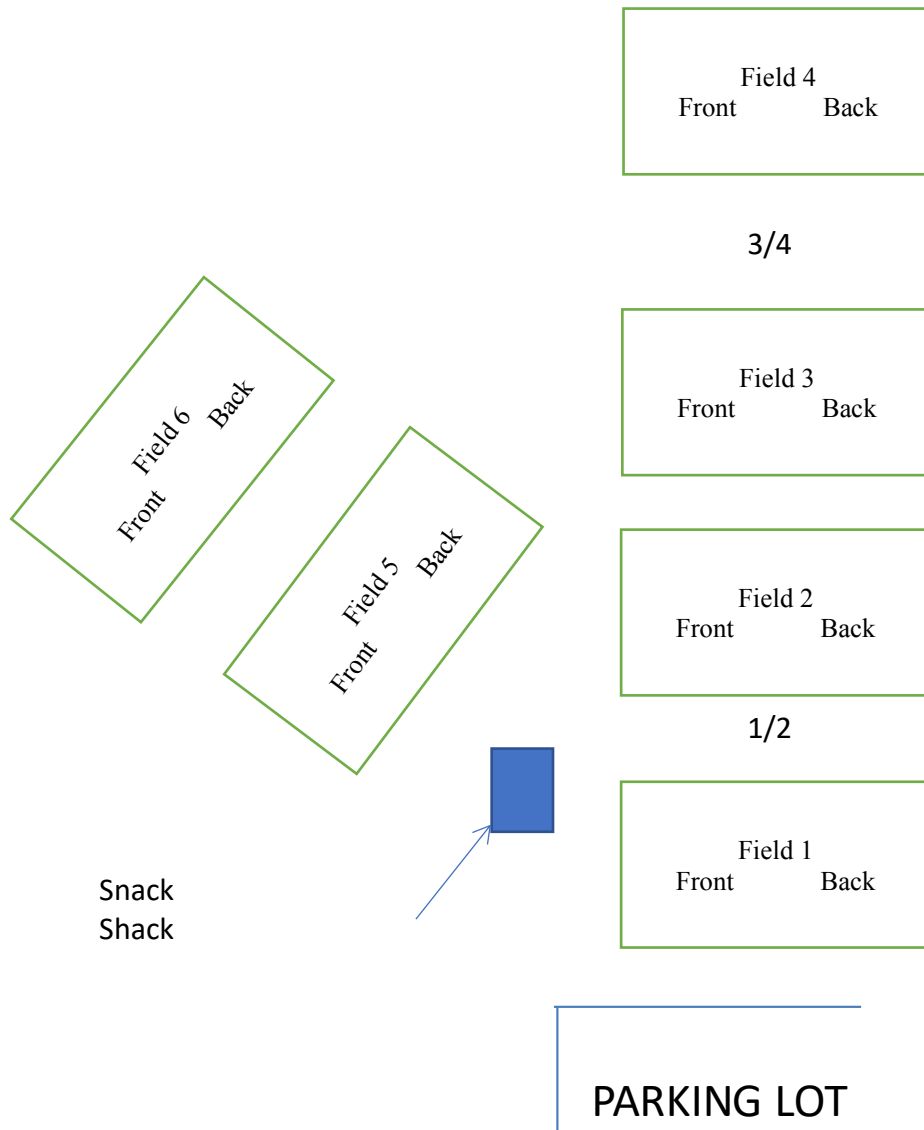 Field 4
Front Back
3/4
Field 3
Front Back
Field 6
Front Back
Field 5
Front Back
Field 2
Front Back
1/2
Field 1
Front Back
Snack
Shack
PARKING LOT